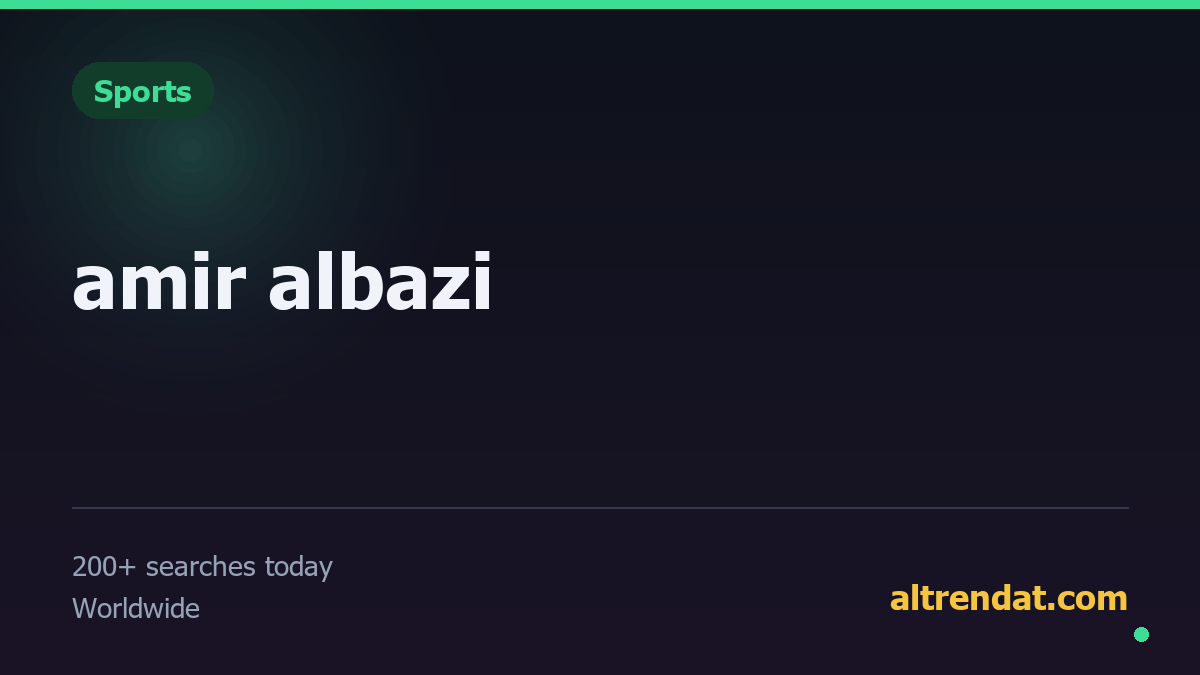 Sports
amir albazi
200+ searches today
Worldwide
altrendat.com